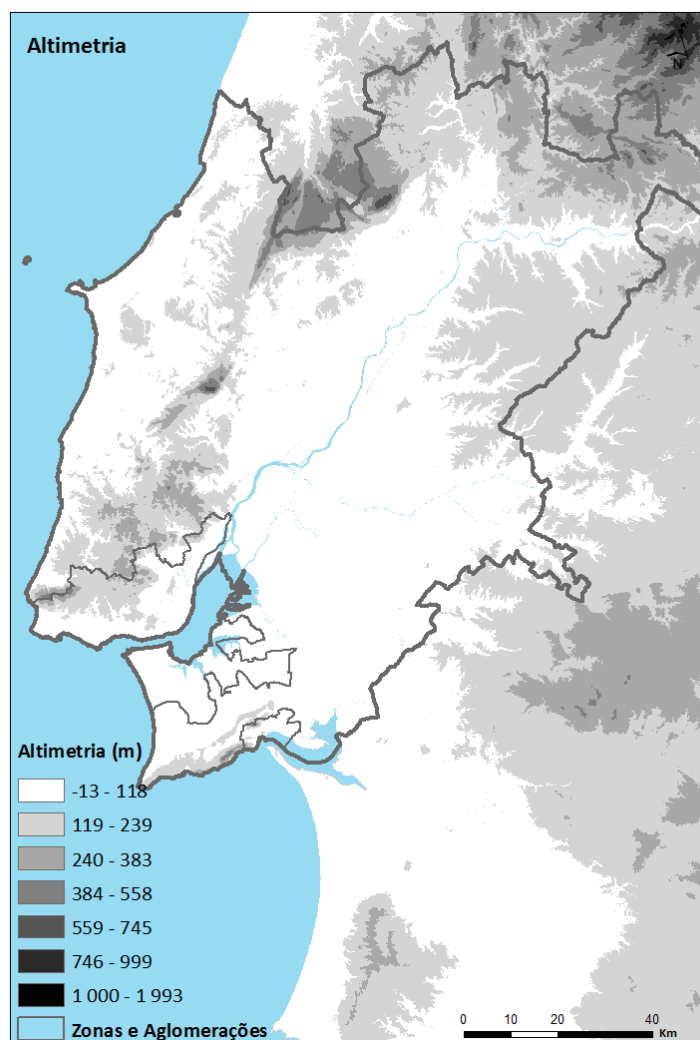 Altimetria
N
Altimetria (m)
-13 - 118
119 - 239
240 - 383
384 - 558
559 - 745
746 - 999
1 000 - 1 993
Zonas e Aglomerações
0 10 20 40
Km